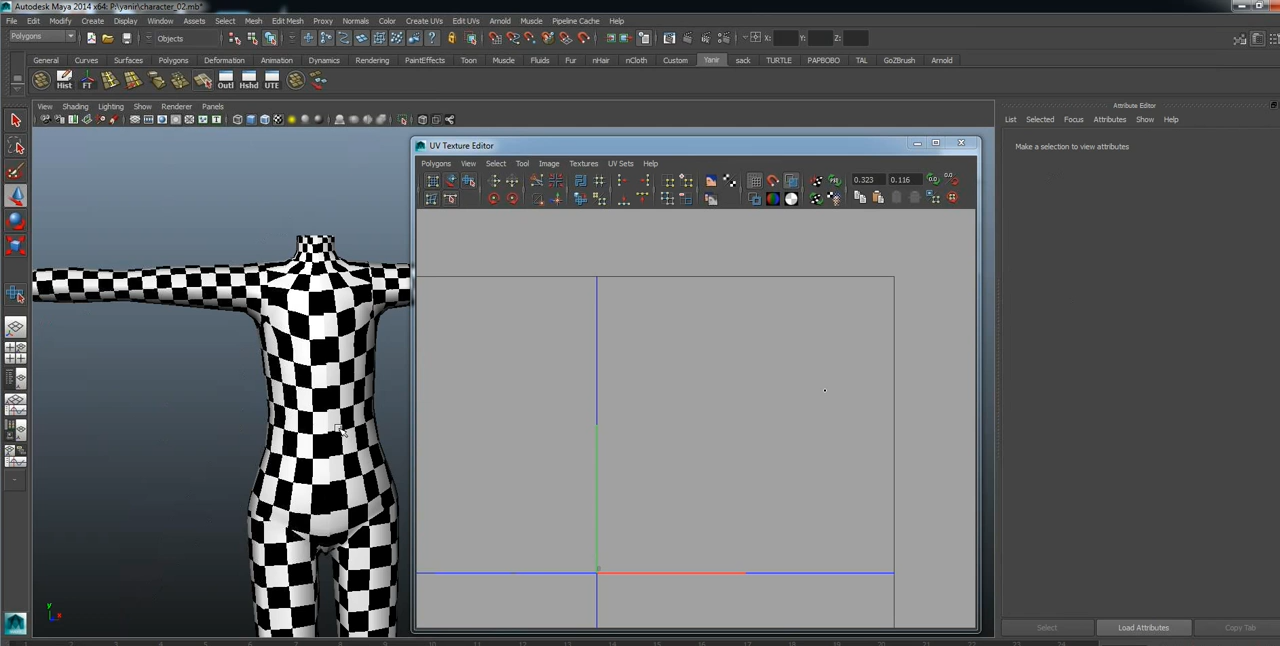 Autodesk Maya 2014 x64: P:\yanir\character_02.mb*
File Edit Modify Create Display Window Assets Select Mesh Edit Mesh Proxy Normals Color Create UVs Edit UVs Arnold Muscle Pipeline Cache Help
Polygons Objects X: Y: Z:
General Curves Surfaces Polygons Deformation Animation Dynamics Rendering PaintEffects Toon Muscle Fluids Fur nHair nCloth Custom Yanir sack TURTLE PAPBOBO TAL GoZBrush Arnold
Hist FT Outl Hshd UTE
View Shading Lighting Show Renderer Panels
Attribute Editor
List Selected Focus Attributes Show Help
Make a selection to view attributes
UV Texture Editor
Polygons View Select Tool Image Textures UV Sets Help
0.323 0.116
y
x
Select Load Attributes Copy Tab